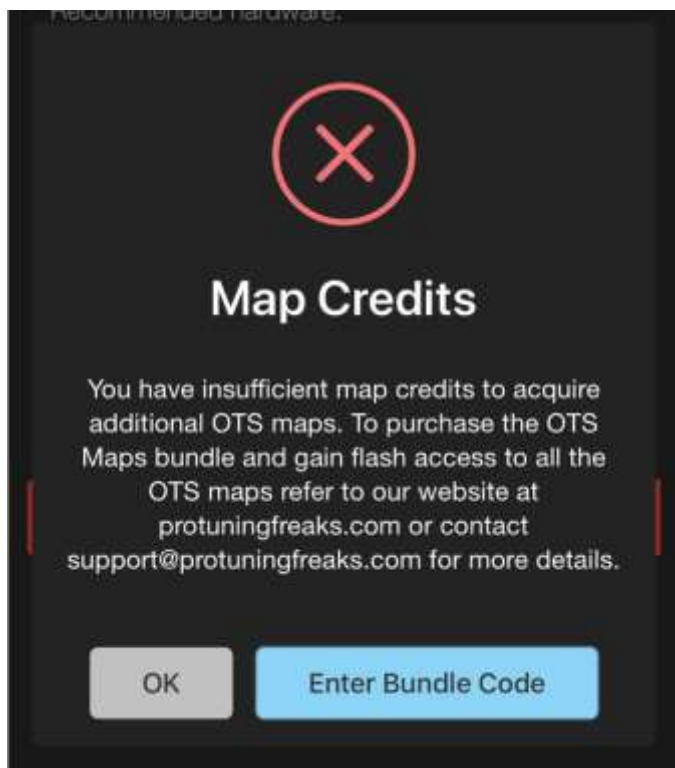 Recommended hardware:
Map Credits
You have insufficient map credits to acquire
additional OTS maps. To purchase the OTS
Maps bundle and gain flash access to all the
OTS maps refer to our website at
protuningfreaks.com or contact
support@protuningfreaks.com for more details.
OK
Enter Bundle Code